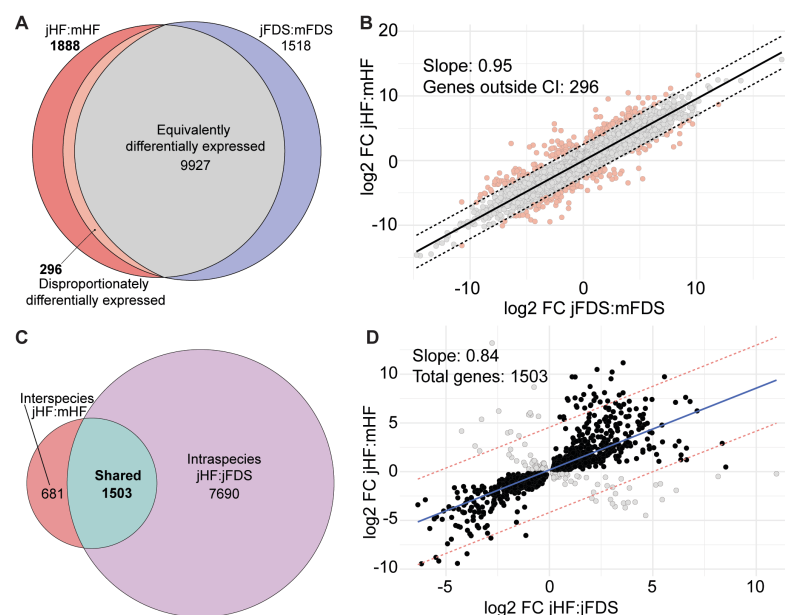 A
jHF:mHF
1888
jFDS:mFDS
1518
Equivalently
differentially expressed
9927
296
Disproportionately
differentially expressed
B
Slope: 0.95
Genes outside CI: 296
20
10
0
-10
-10
0
10
log2 FC jHF:mHF
log2 FC jFDS:mFDS
C
Interspecies
jHF:mHF
681
Shared
1503
Intraspecies
jHF:jFDS
7690
D
Slope: 0.84
Total genes: 1503
10
5
0
-5
-10
-5
0
5
10
log2 FC jHF:mHF
log2 FC jHF:jFDS